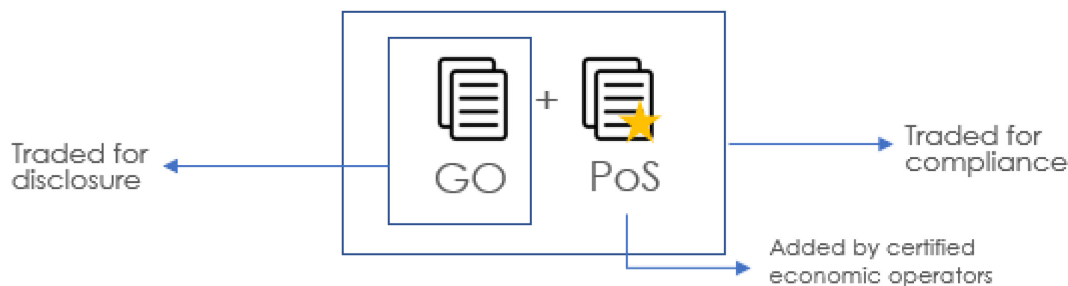 Traded for
disclosure
GO
+
PoS
Traded for
compliance
Added by certified
economic operators